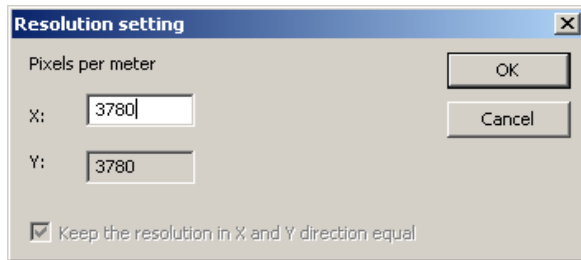 Resolution setting
Pixels per meter
OK
X: 3780
Cancel
Y: 3780
Keep the resolution in X and Y direction equal